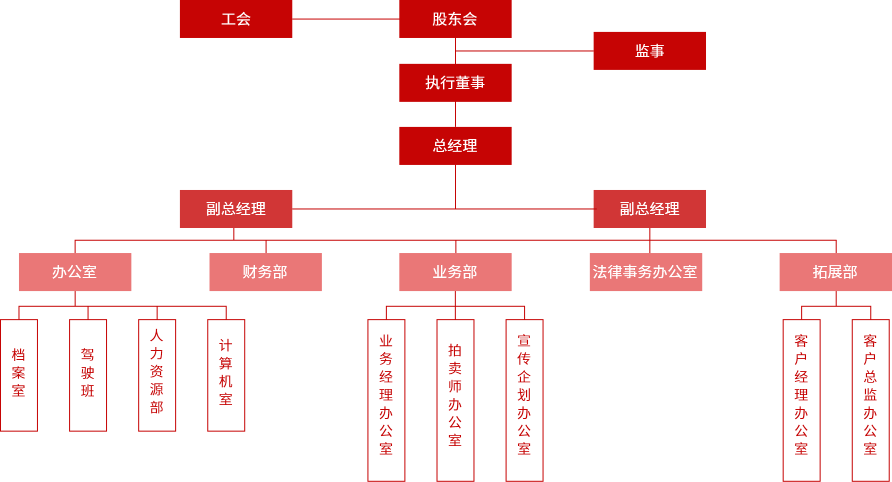 工会
股东会
监事
执行董事
总经理
副总经理
副总经理
办公室
财务部
业务部
法律事务办公室
拓展部
档案室
驾驶班
人力资源部
计算机室
业务经理办公室
拍卖师办公室
宣传企划办公室
客户经理办公室
客户总监办公室